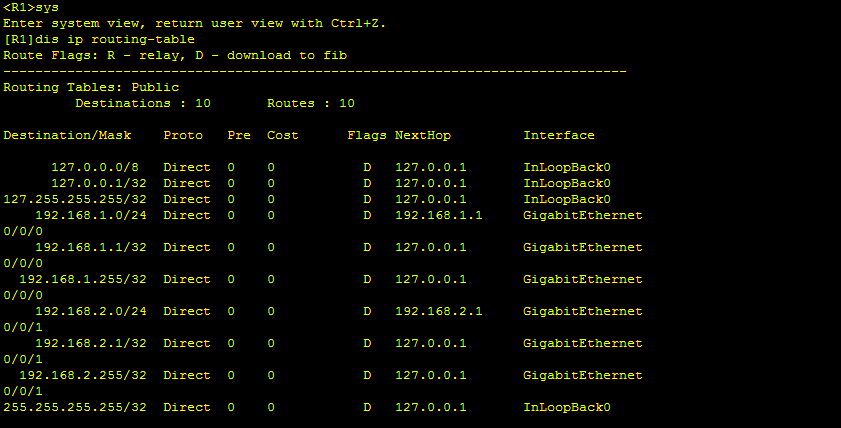 <R1>sys
Enter system view, return user view with Ctrl+Z.
[R1]dis ip routing-table
Route Flags: R - relay, D - download to fib
------------------------------------------------------------------------------
Routing Tables: Public
         Destinations : 10       Routes : 10

Destination/Mask    Proto   Pre  Cost      Flags NextHop         Interface

      127.0.0.0/8   Direct  0    0           D   127.0.0.1       InLoopBack0
      127.0.0.1/32  Direct  0    0           D   127.0.0.1       InLoopBack0
127.255.255.255/32  Direct  0    0           D   127.0.0.1       InLoopBack0
    192.168.1.0/24  Direct  0    0           D   192.168.1.1     GigabitEthernet
0/0/0
    192.168.1.1/32  Direct  0    0           D   127.0.0.1       GigabitEthernet
0/0/0
  192.168.1.255/32  Direct  0    0           D   127.0.0.1       GigabitEthernet
0/0/0
    192.168.2.0/24  Direct  0    0           D   192.168.2.1     GigabitEthernet
0/0/1
    192.168.2.1/32  Direct  0    0           D   127.0.0.1       GigabitEthernet
0/0/1
  192.168.2.255/32  Direct  0    0           D   127.0.0.1       GigabitEthernet
0/0/1
255.255.255.255/32  Direct  0    0           D   127.0.0.1       InLoopBack0